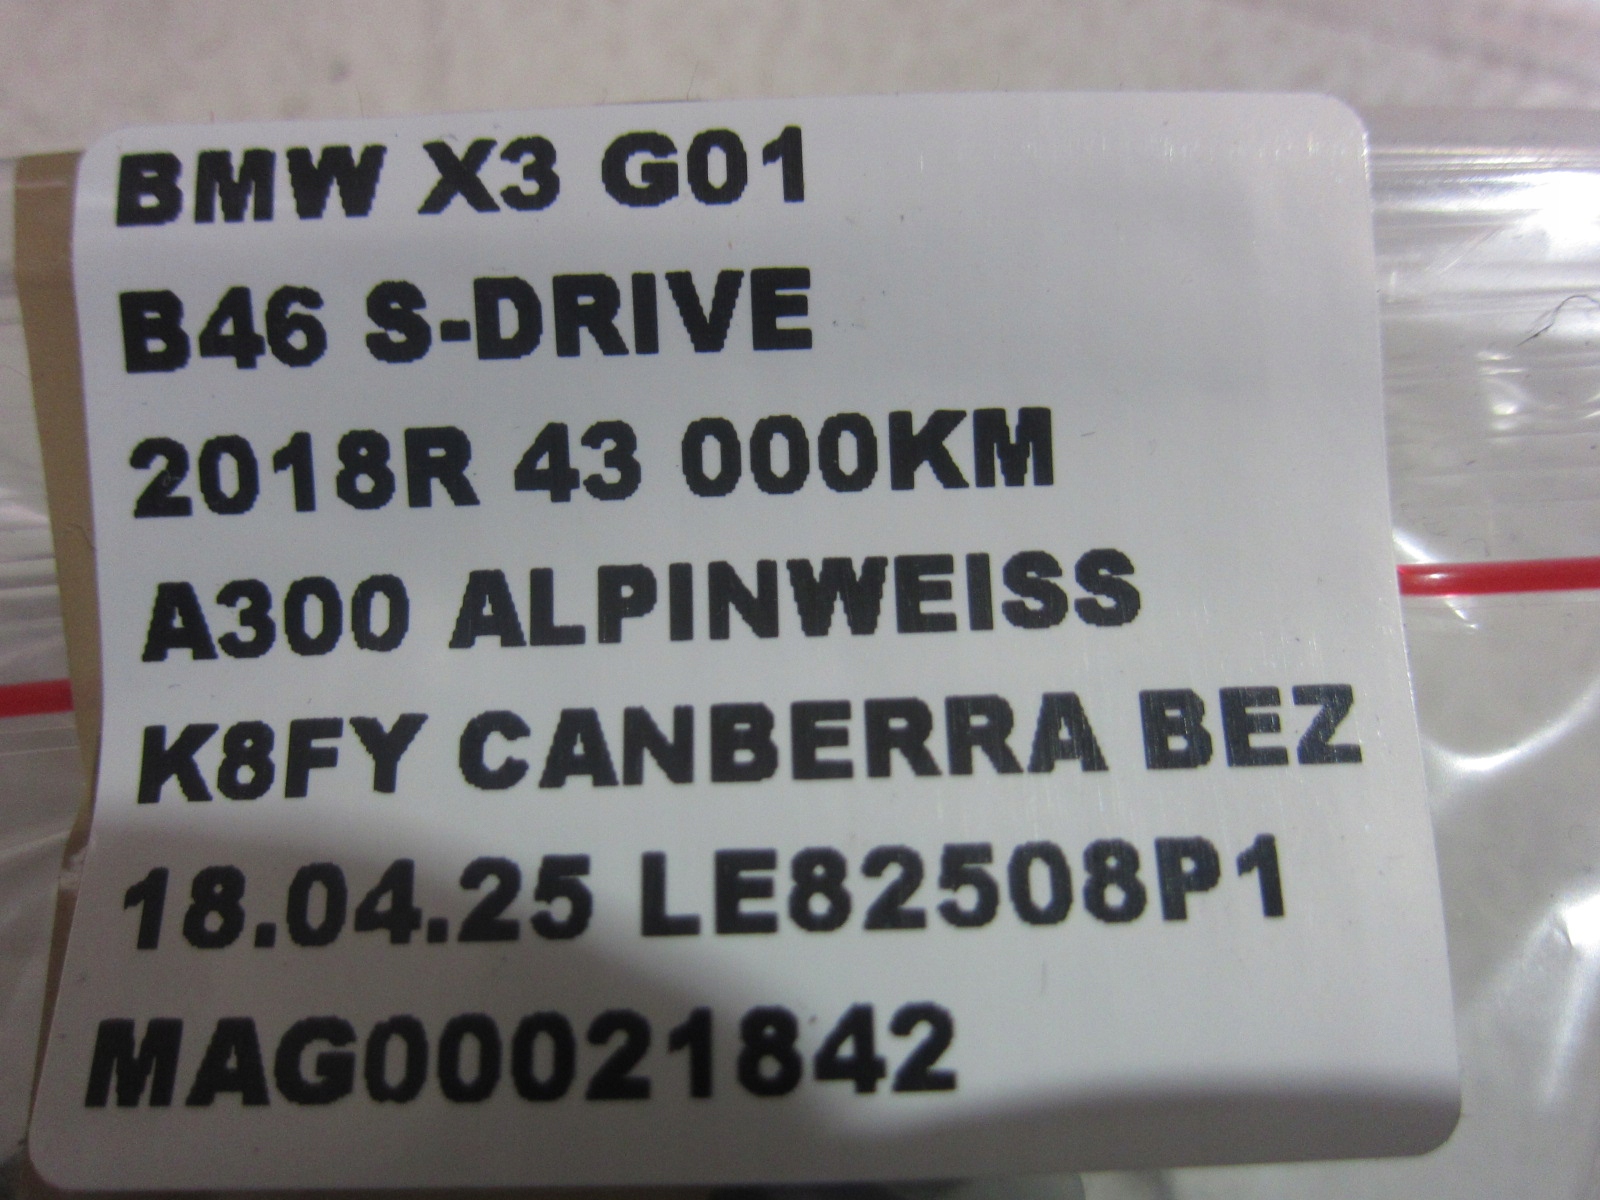 BMW X3 G01
B46 S-DRIVE
2018R 43 000KM
A300 ALPINWEISS
K8FY CANBERRA BEZ
18.04.25 LE82508P1
MAG00021842